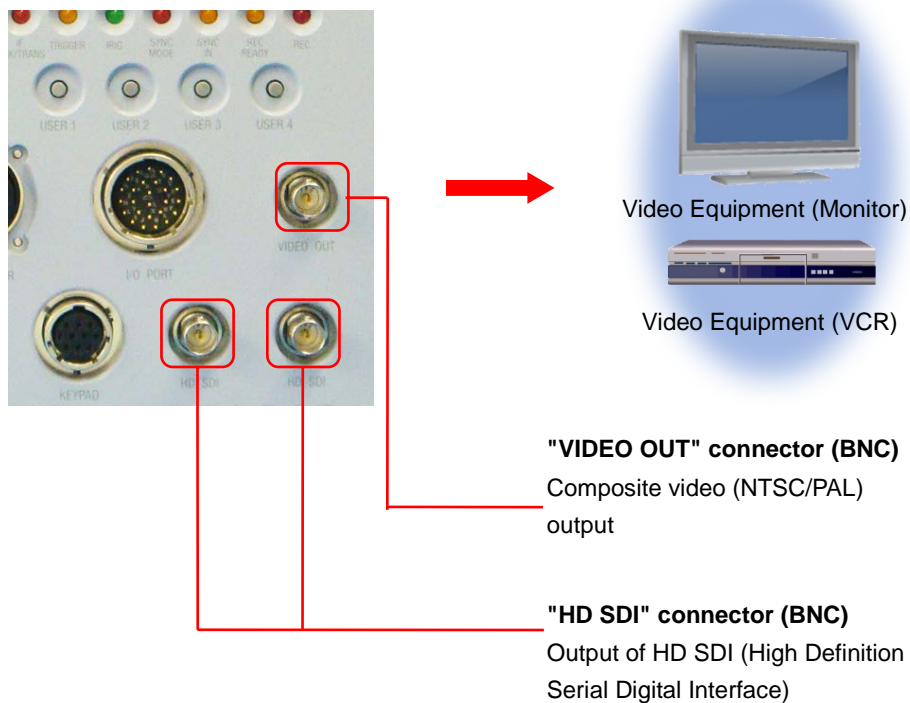 IF TRIGGER IRIG SYNC SYNC REC REC
K/TRANS MODE IN READY
USER 1 USER 2 USER 3 USER 4
VIDEO OUT
I/O PORT
R
HD SDI HD SDI
KEYPAD
Video Equipment (Monitor)
Video Equipment (VCR)
"VIDEO OUT" connector (BNC)
Composite video (NTSC/PAL)
output
"HD SDI" connector (BNC)
Output of HD SDI (High Definition
Serial Digital Interface)